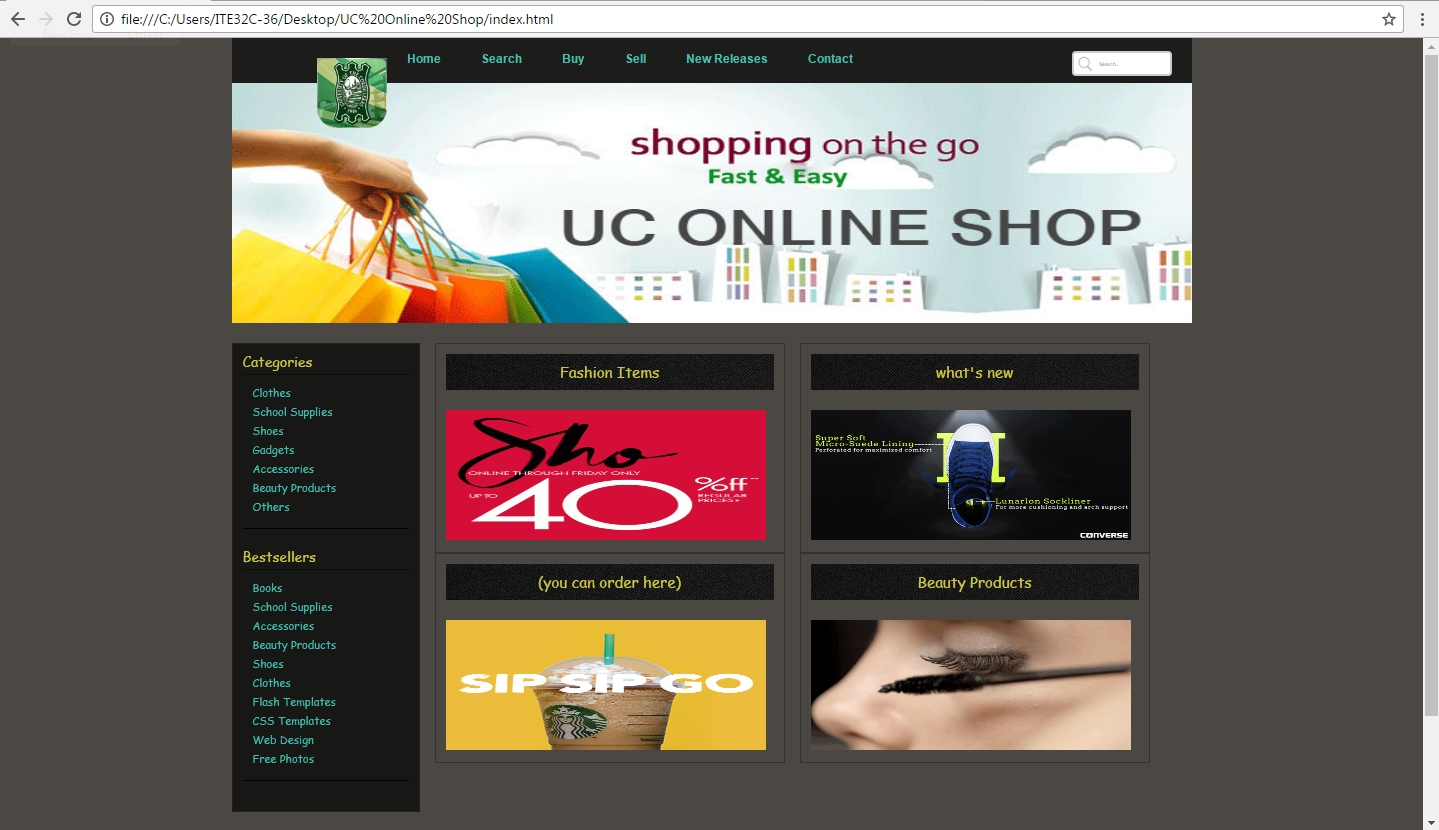 file:///C:/Users/ITE32C-36/Desktop/UC%20Online%20Shop/index.html
Home Search Buy Sell New Releases Contact
Search..
shopping on the go
Fast & Easy
UC ONLINE SHOP
Categories
Clothes
School Supplies
Shoes
Gadgets
Accessories
Beauty Products
Others
Bestsellers
Books
School Supplies
Accessories
Beauty Products
Shoes
Clothes
Flash Templates
CSS Templates
Web Design
Free Photos
Fashion Items
Sho
ONLINE THROUGH FRIDAY ONLY
UP TO
40
%off
REGULAR
PRICES
what's new
Super Soft
Micro-Suede Lining
Perforated for maximized comfort
Lunarlon Sockliner
For more cushioning and arch support
CONVERSE
(you can order here)
SIP SIP GO
Beauty Products